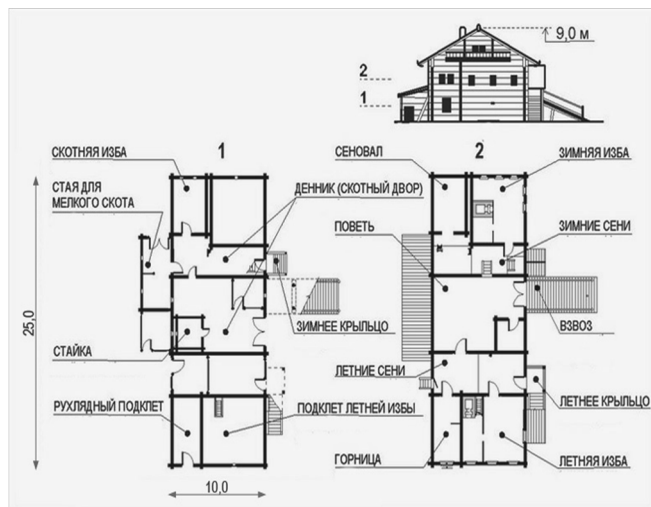 9,0 м
2
1
1
2
СКОТНЯЯ ИЗБА
СТАЯ ДЛЯ
МЕЛКОГО СКОТА
ДЕННИК (СКОТНЫЙ ДВОР)
ЗИМНЕЕ КРЫЛЬЦО
СТАЙКА
РУХЛЯДНЫЙ ПОДКЛЕТ
ПОДКЛЕТ ЛЕТНЕЙ ИЗБЫ
25,0
10,0
СЕНОВАЛ
ЗИМНЯЯ ИЗБА
ПОВЕТЬ
ЗИМНИЕ СЕНИ
ВЗВОЗ
ЛЕТНИЕ СЕНИ
ЛЕТНЕЕ КРЫЛЬЦО
ГОРНИЦА
ЛЕТНЯЯ ИЗБА